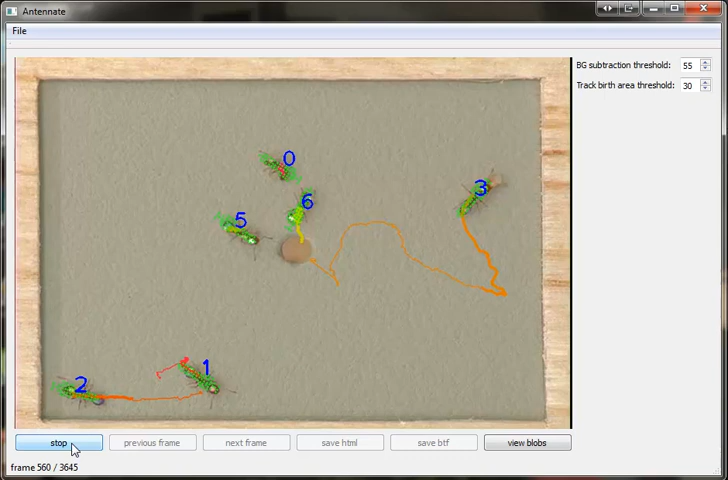 Antennate
File
BG subtraction threshold: 55
Track birth area threshold: 30
0
3
6
5
1
2
stop previous frame next frame save html save btf view blobs
frame 560 / 3645